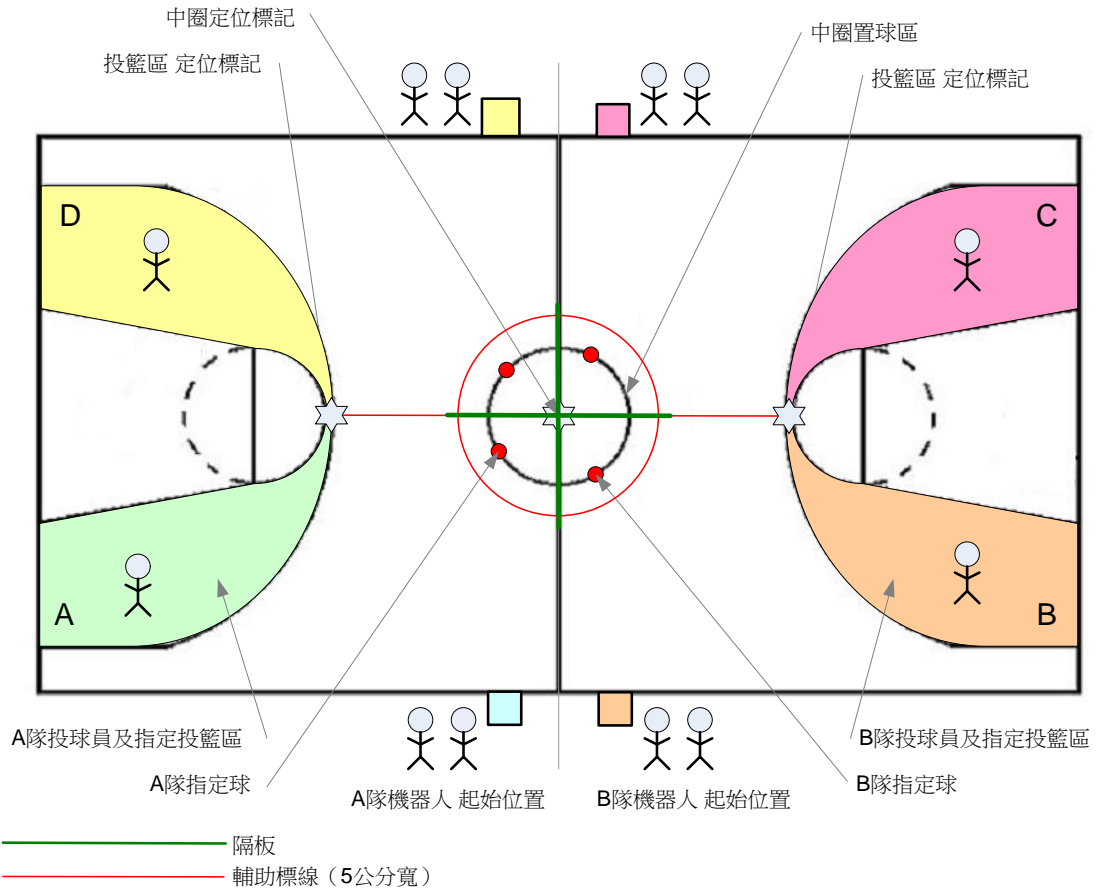 中圈定位標記
投籃區 定位標記
中圈置球區
投籃區 定位標記
D
C
A
B
A隊投球員及指定投籃區
A隊指定球
A隊機器人 起始位置
B隊機器人 起始位置
B隊投球員及指定投籃區
B隊指定球
隔板
輔助標線（5公分寬）